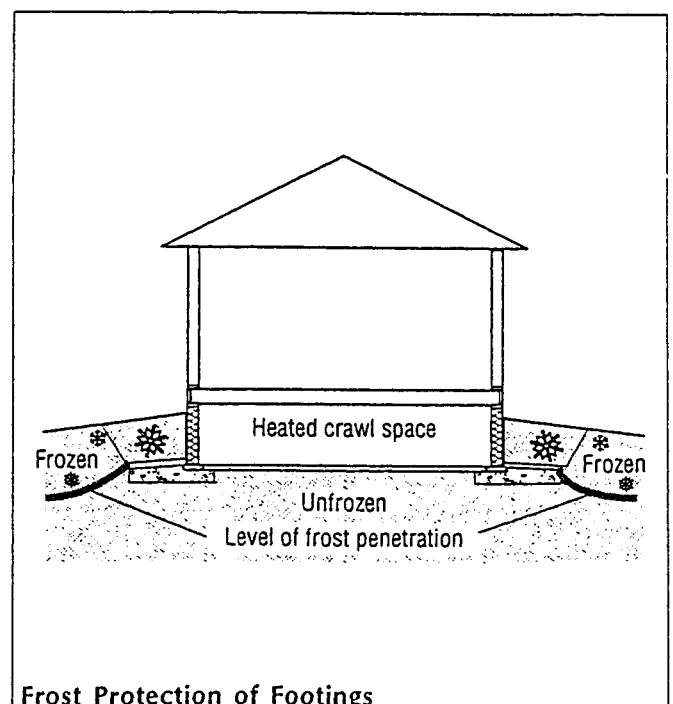 Heated crawl space
Frozen
Frozen
Unfrozen
Level of frost penetration
Frost Protection of Footings